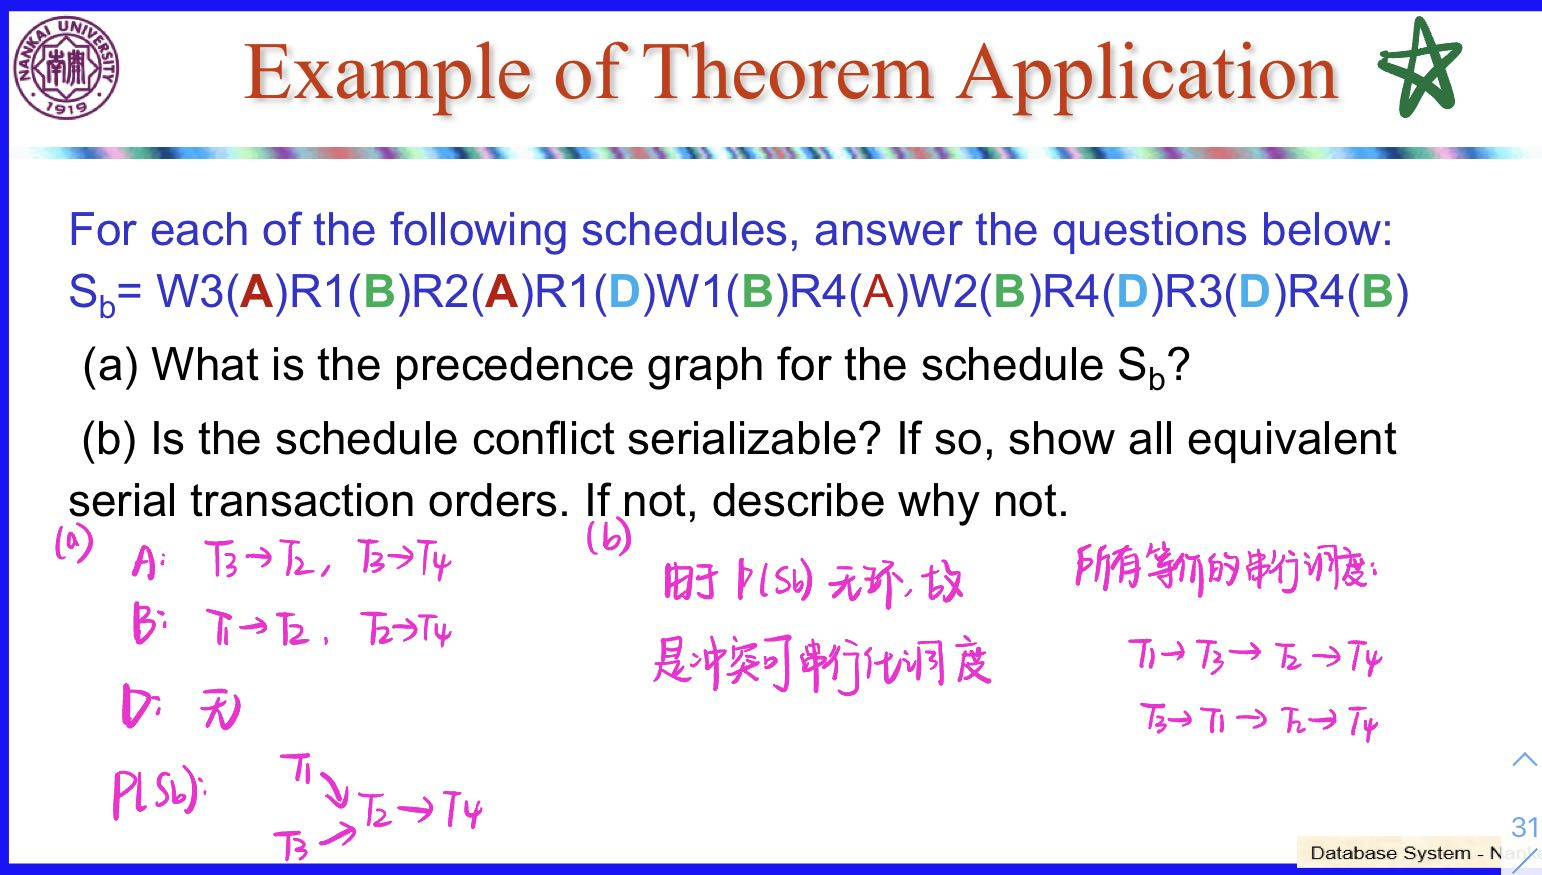 NANKAI UNIVERSITY
南開
1919
Example of Theorem Application
For each of the following schedules, answer the questions below:
Sb= W3(A)R1(B)R2(A)R1(D)W1(B)R4(A)W2(B)R4(D)R3(D)R4(B)
(a) What is the precedence graph for the schedule Sb?
(b) Is the schedule conflict serializable? If so, show all equivalent
serial transaction orders. If not, describe why not.
(a)
A: T3→T2, T3→T4
B: T1→T2, T2→T4
D: 无
P(Sb):
T1
T2→T4
T3
(b)
由于 P(Sb) 无环,故
是冲突可串行化调度
所有等价的串行调度:
T1→T3→T2→T4
T3→T1→T2→T4
31
Database System - Nanka